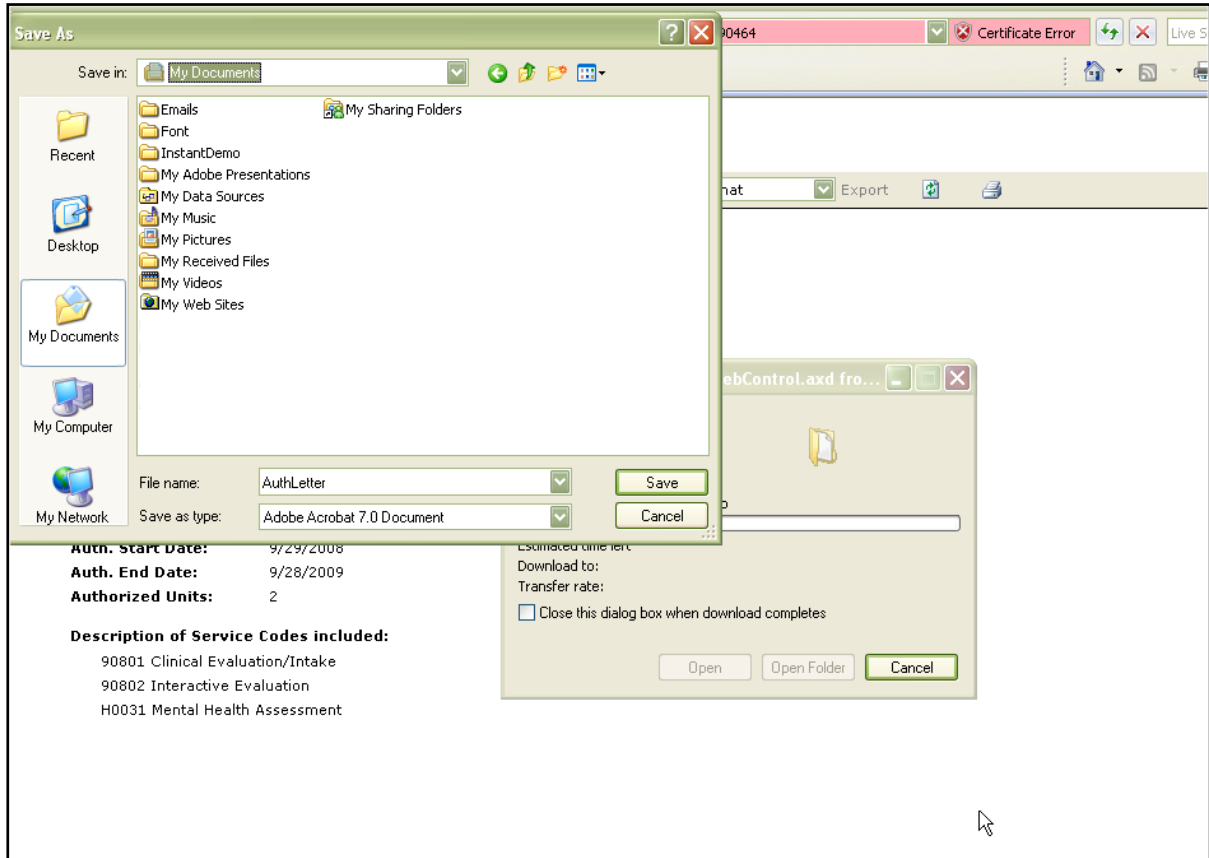 Save As
90464
Certificate Error
Live S
Save in: My Documents
Emails
Font
InstantDemo
My Adobe Presentations
My Data Sources
My Music
My Pictures
My Received Files
My Videos
My Web Sites
My Sharing Folders
Recent
Desktop
My Documents
My Computer
My Network
Export
ebControl.axd fro...
File name: AuthLetter Save
Save as type: Adobe Acrobat 7.0 Document Cancel
Auth. Start Date: 9/29/2008
Auth. End Date: 9/28/2009
Authorized Units: 2
Description of Service Codes included:
90801 Clinical Evaluation/Intake
90802 Interactive Evaluation
H0031 Mental Health Assessment
Estimated time left
Download to:
Transfer rate:
Close this dialog box when download completes
Open Open Folder Cancel